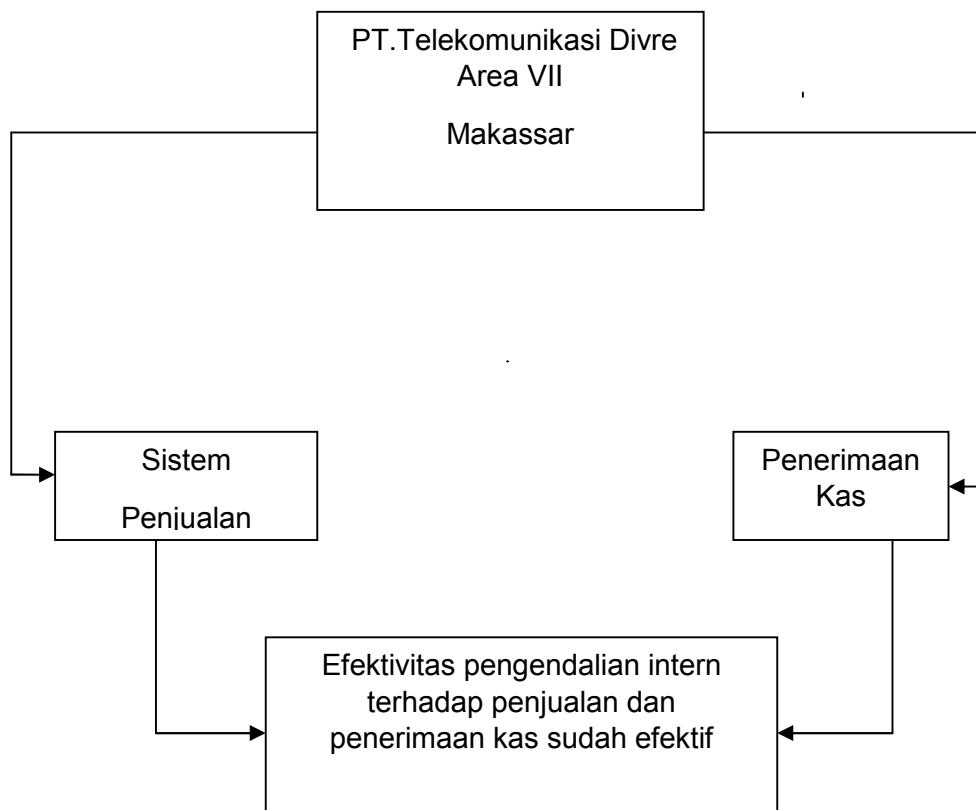 PT.Telekomunikasi Divre
Area VII
Makassar
Sistem
Penjualan
Penerimaan
Kas
Efektivitas pengendalian intern
terhadap penjualan dan
penerimaan kas sudah efektif